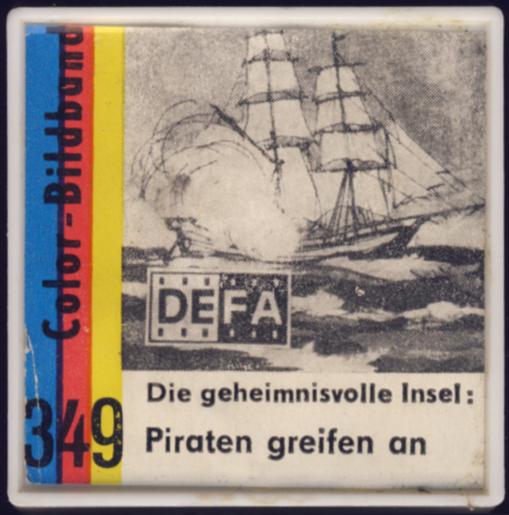 Color-Bildband
349
DEFA
Die geheimnisvolle Insel:
Piraten greifen an